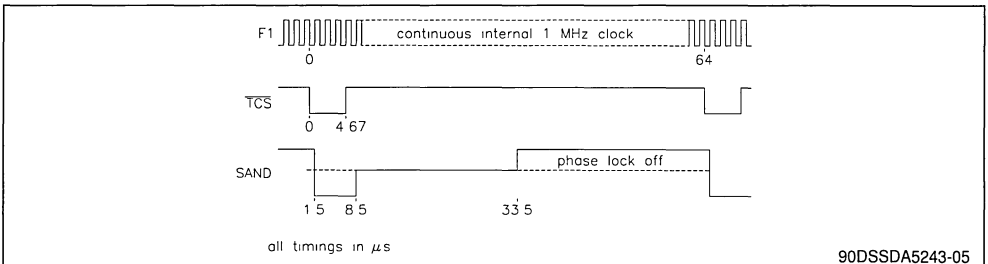 F1 continuous internal 1 MHz clock
0 64
TCS
0 4 67
SAND phase lock off
1 5 8 5 33 5
all timings in μs
90DSSDA5243-05